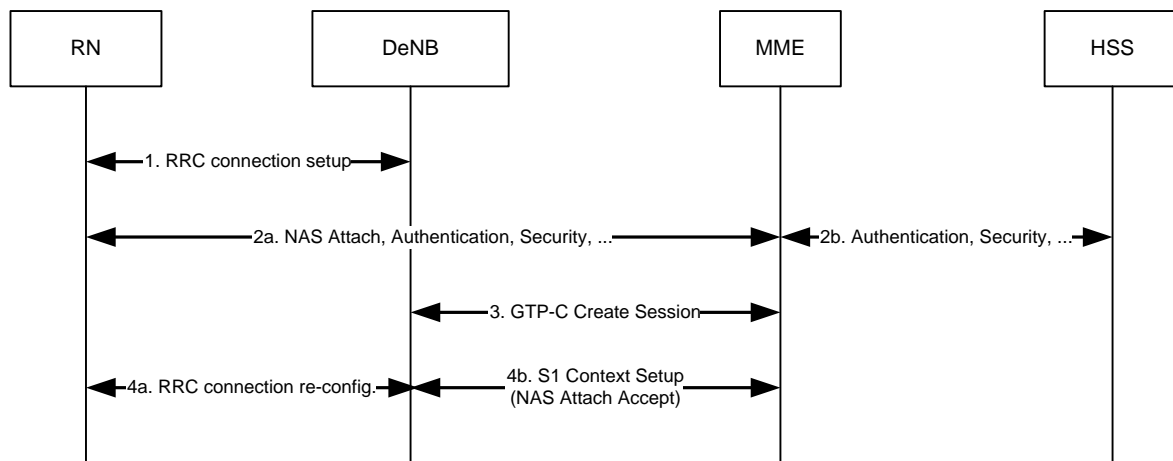 RN
DeNB
MME
HSS
1. RRC connection setup
2a. NAS Attach, Authentication, Security, ...
2b. Authentication, Security, ...
3. GTP-C Create Session
4a. RRC connection re-config.
4b. S1 Context Setup
(NAS Attach Accept)